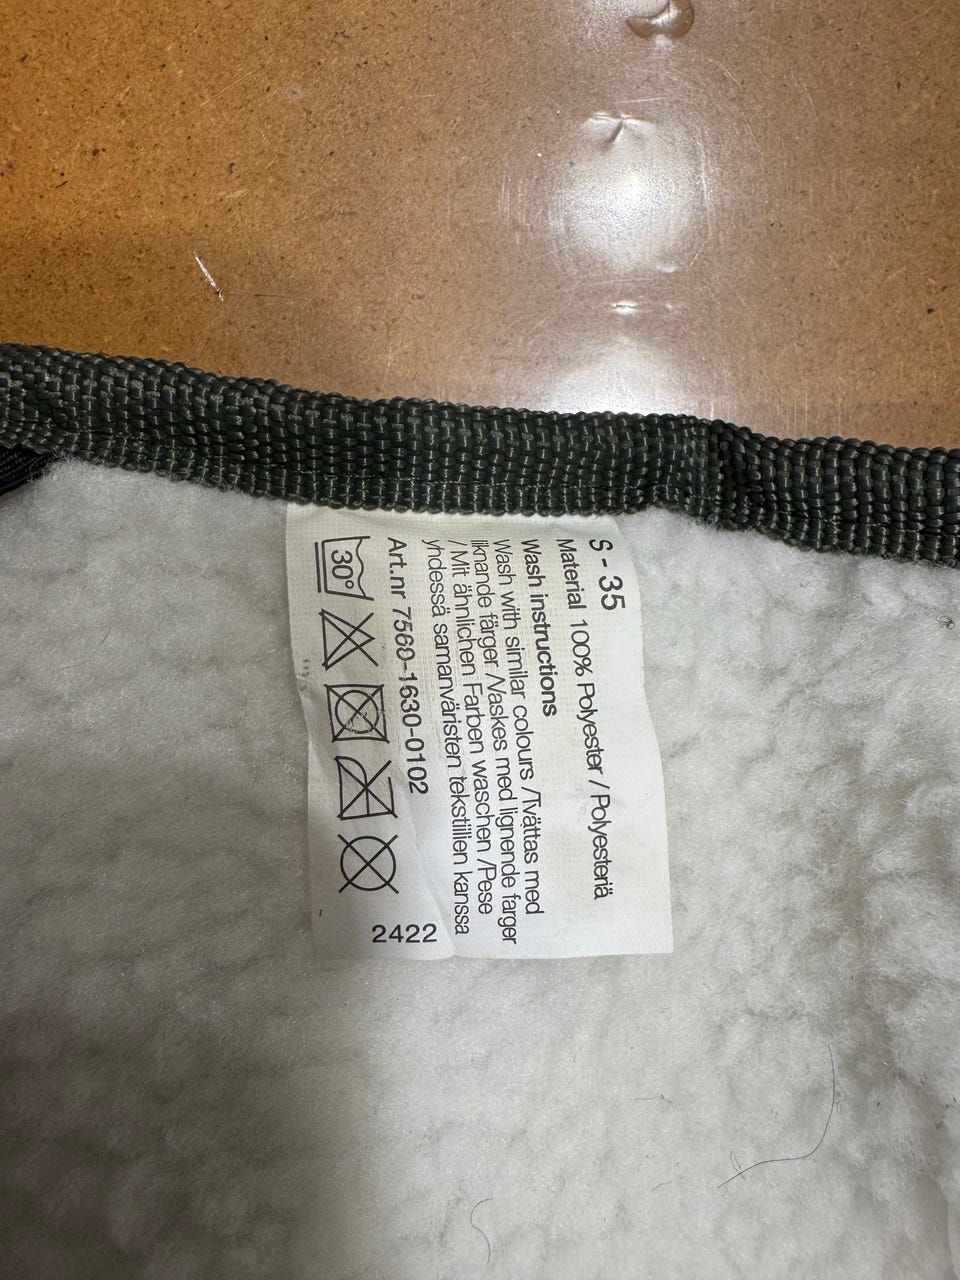 S - 35
Material 100% Polyester / Polyesteriä
Wash instructions
Wash with similar colours /Tvättas med
liknande färger /Vaskes med lignende farger
/ Mit ähnlichen Farben waschen /Pese
yhdessä samanväristen tekstiilien kanssa
Art.nr 7560-1630-0102
30°
2422